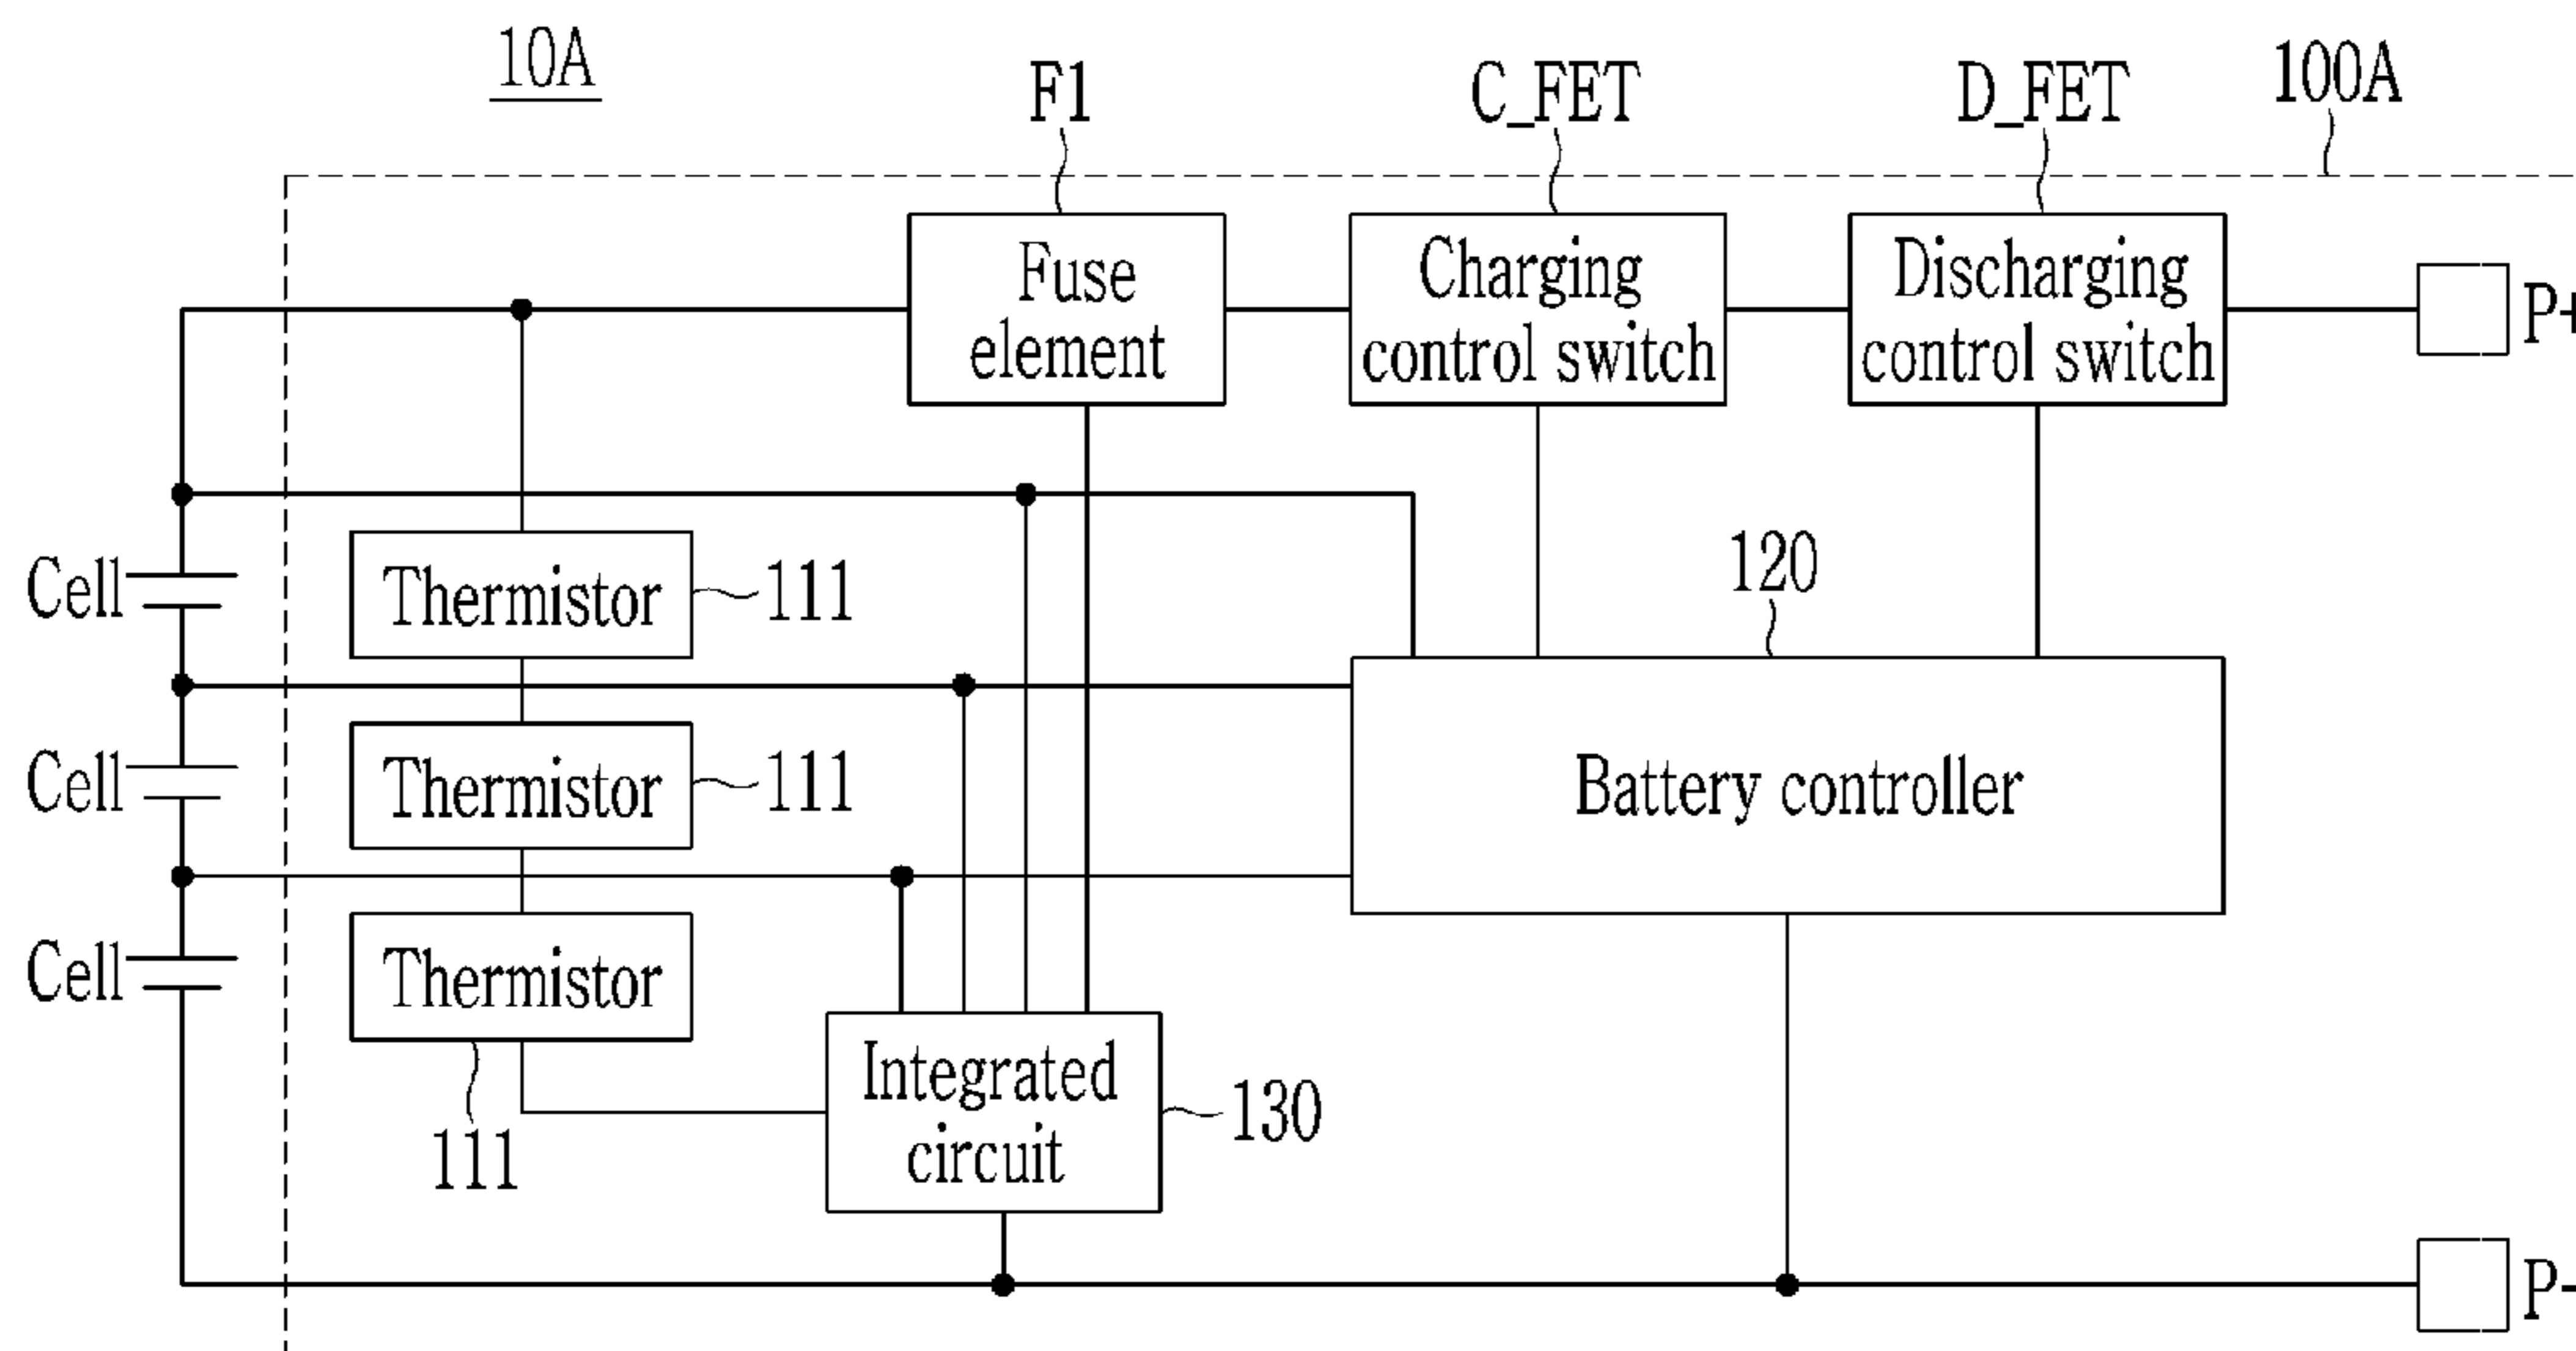 10A
F1
C_FET
D_FET
100A
Fuse
element
Charging
control switch
Discharging
control switch
P+
Cell
Thermistor
111
120
Cell
Thermistor
111
Battery controller
Cell
Thermistor
111
Integrated
circuit
130
P-